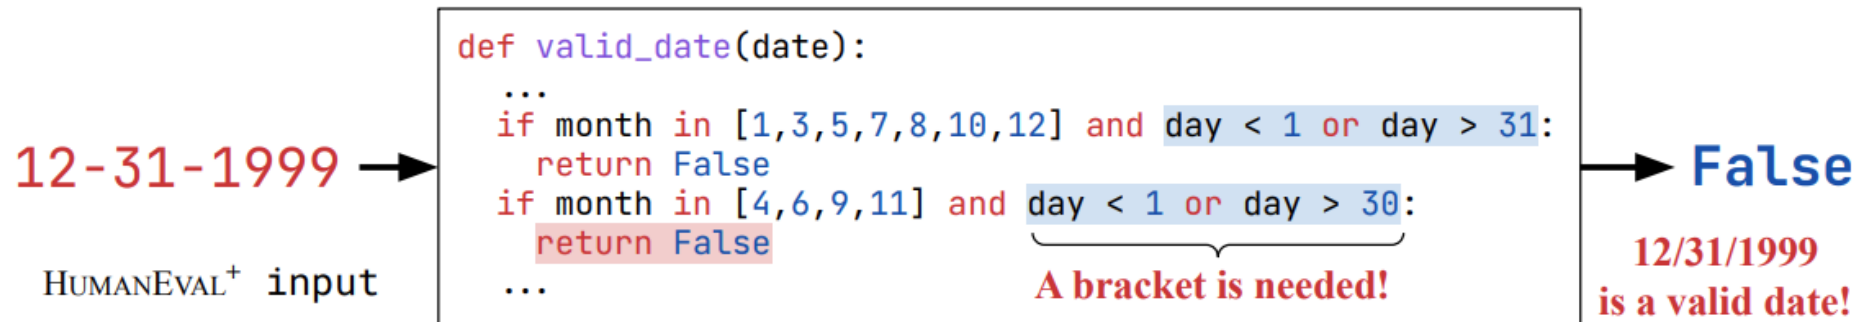 12-31-1999
HUMANEVAL+ input
def valid_date(date):
...
if month in [1,3,5,7,8,10,12] and day < 1 or day > 31:
return False
if month in [4,6,9,11] and day < 1 or day > 30:
return False
...
A bracket is needed!
False
12/31/1999
is a valid date!